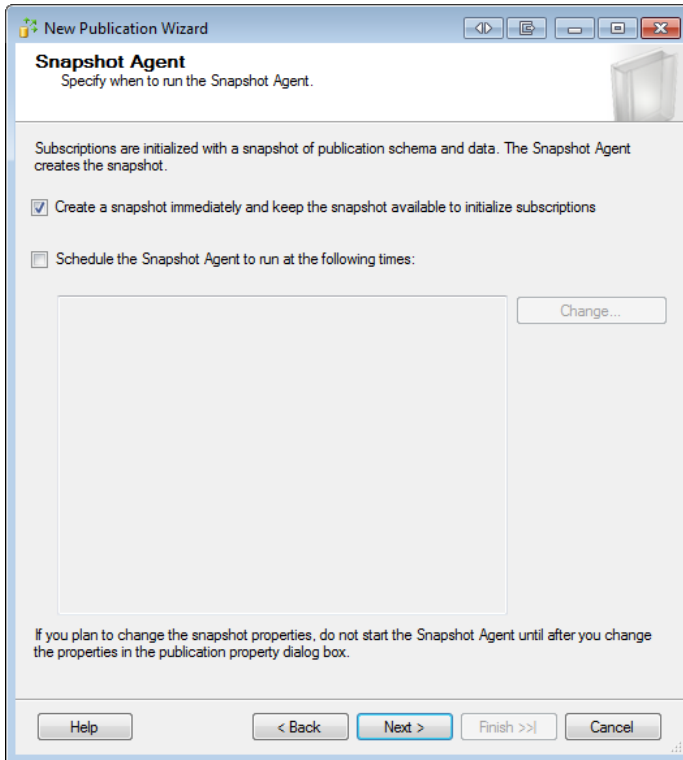 New Publication Wizard
Snapshot Agent
Specify when to run the Snapshot Agent.
Subscriptions are initialized with a snapshot of publication schema and data. The Snapshot Agent
creates the snapshot.
Create a snapshot immediately and keep the snapshot available to initialize subscriptions
Schedule the Snapshot Agent to run at the following times:
Change...
If you plan to change the snapshot properties, do not start the Snapshot Agent until after you change
the properties in the publication property dialog box.
Help
< Back
Next >
Finish >>|
Cancel